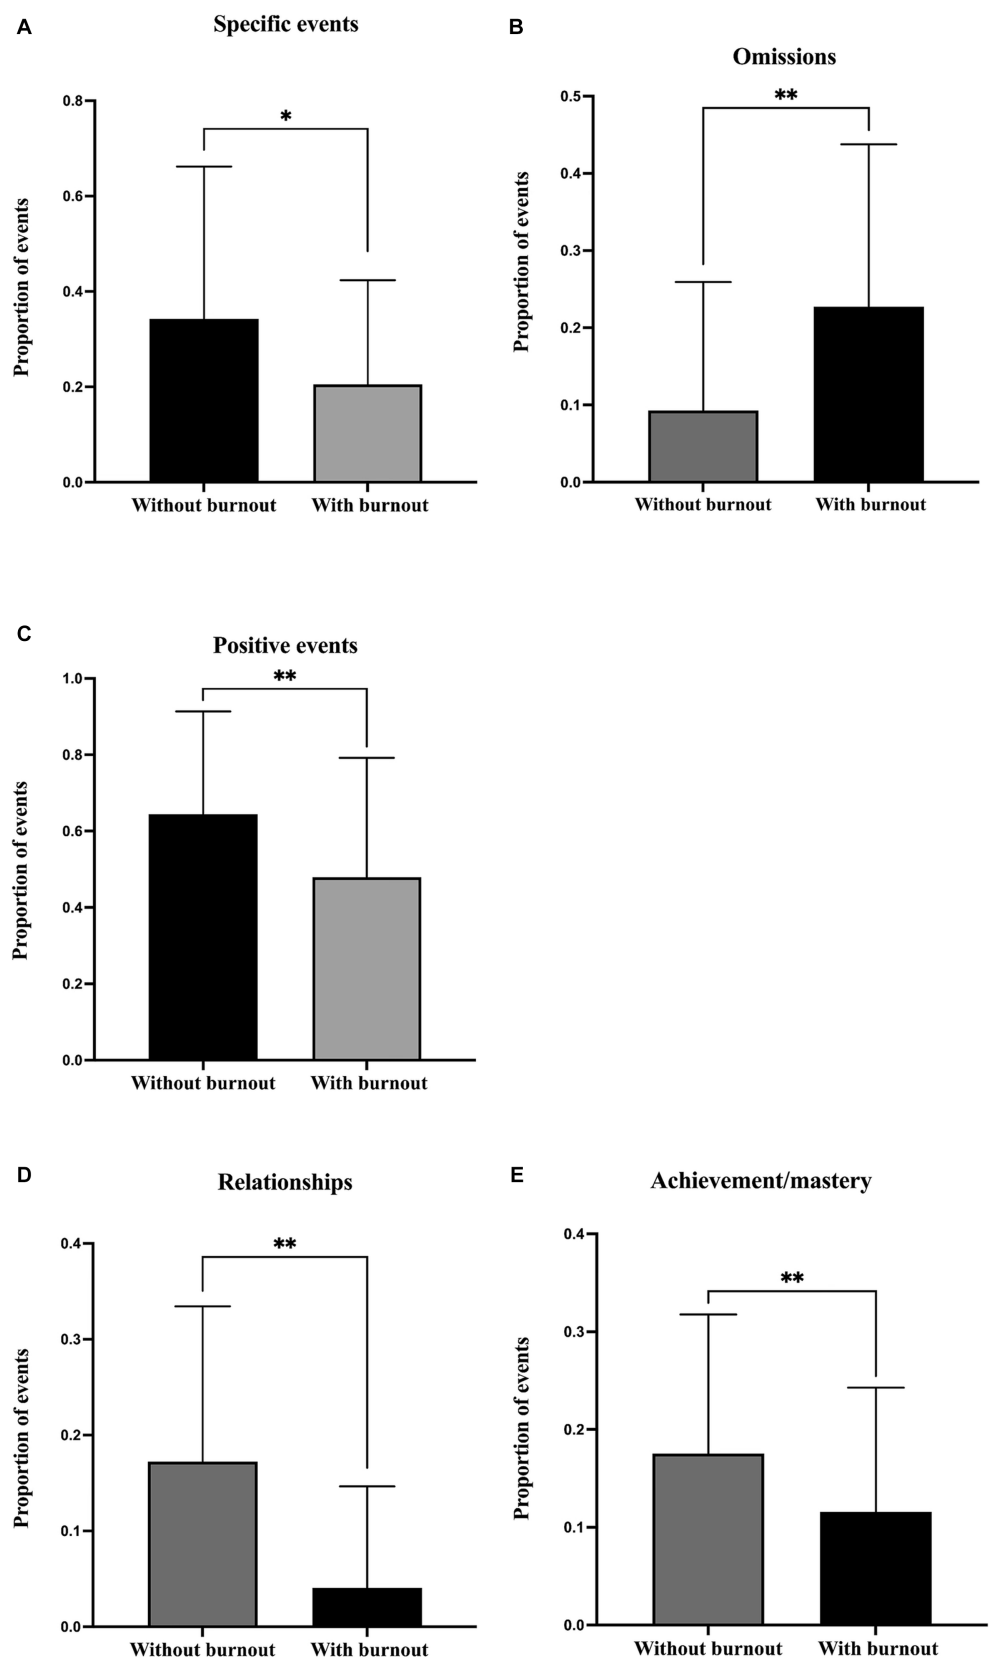 A
Specific events
*
0.8
0.6
0.4
0.2
0.0
Proportion of events
Without burnout
With burnout
B
Omissions
**
0.5
0.4
0.3
0.2
0.1
0.0
Proportion of events
Without burnout
With burnout
C
Positive events
**
1.0
0.8
0.6
0.4
0.2
0.0
Proportion of events
Without burnout
With burnout
D
Relationships
**
0.4
0.3
0.2
0.1
0.0
Proportion of events
Without burnout
With burnout
E
Achievement/mastery
**
0.4
0.3
0.2
0.1
0.0
Proportion of events
Without burnout
With burnout